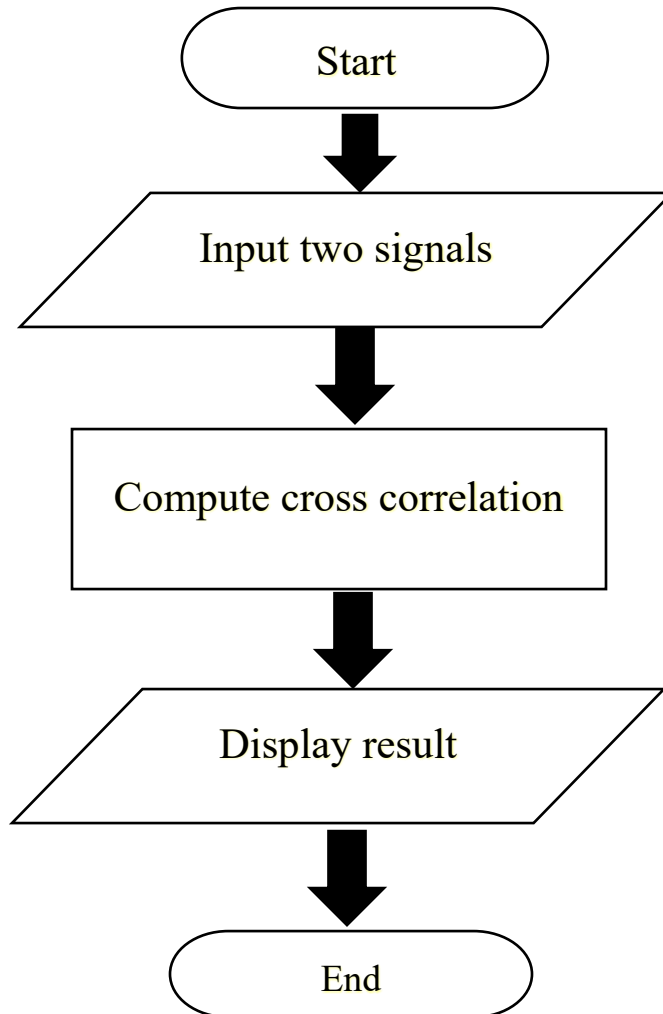 Start
Input two signals
Compute cross correlation
Display result
End